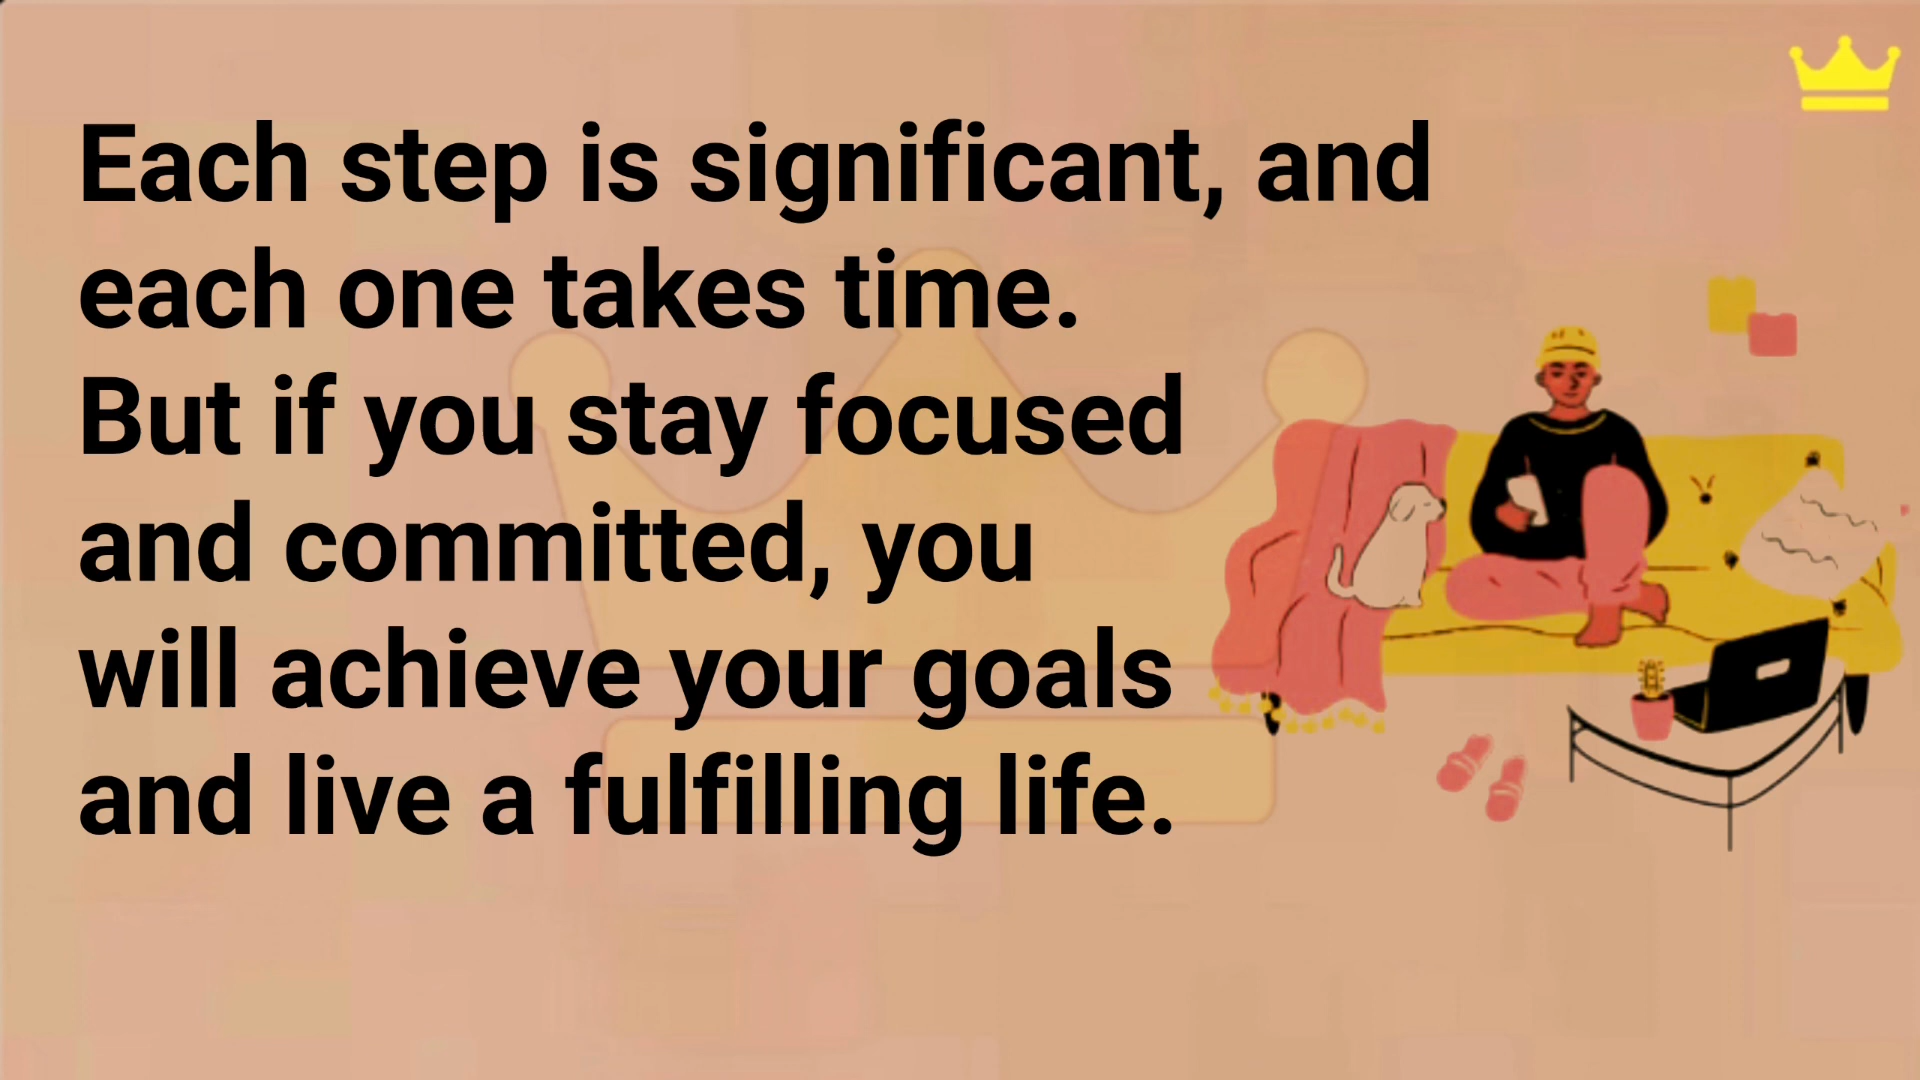 Each step is significant, and
each one takes time.
But if you stay focused
and committed, you
will achieve your goals
and live a fulfilling life.